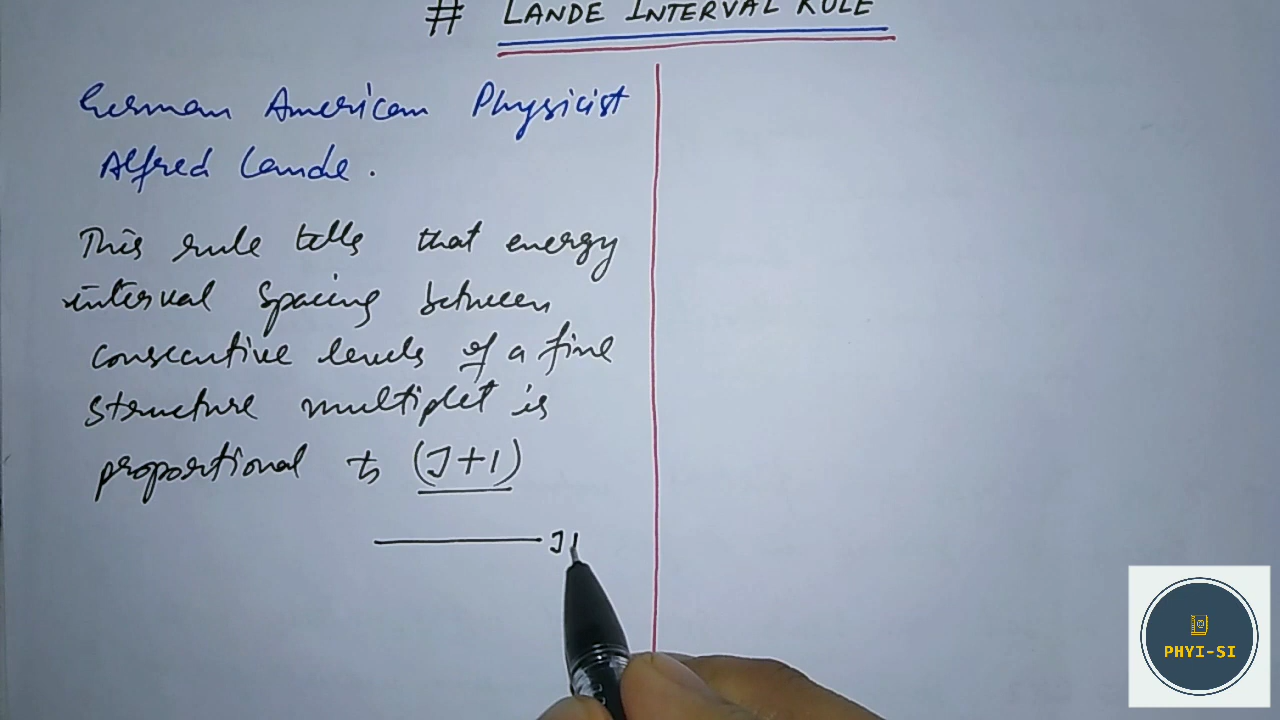 # LANDE INTERVAL RULE
German American Physicist
Alfred Lande.
This rule tells that energy
interval spacing between
consecutive levels of a fine
structure multiplet is
proportional to (J+1)
J
PHYI-SI